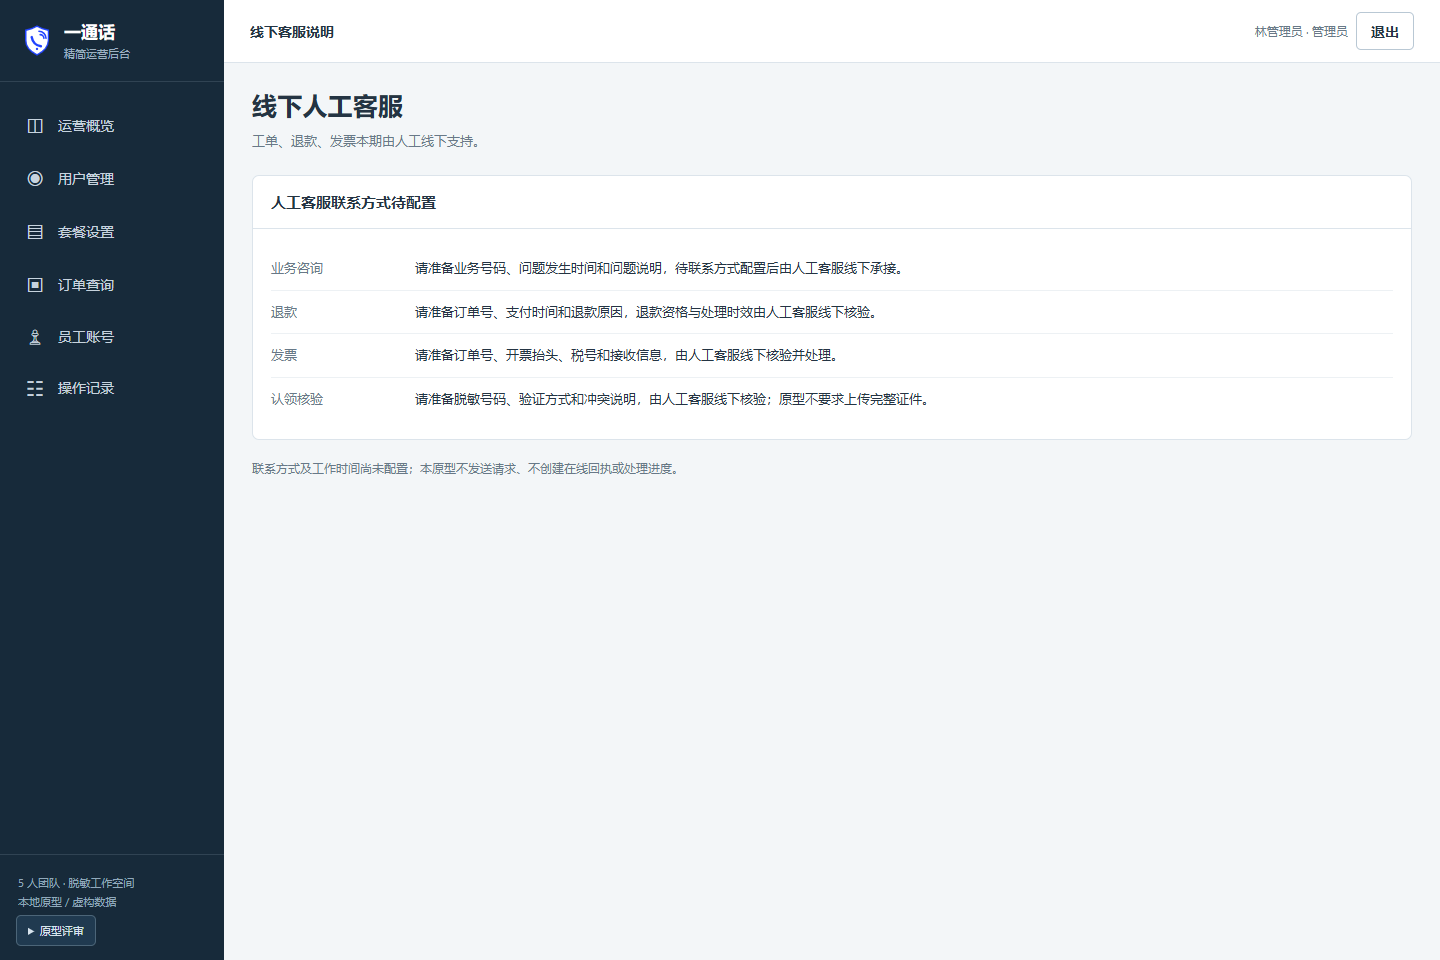 一通话
精简运营后台
运营概览
用户管理
套餐设置
订单查询
员工账号
操作记录
5 人团队 · 脱敏工作空间
本地原型 / 虚构数据
原型评审
线下客服说明
林管理员 · 管理员
退出
线下人工客服
工单、退款、发票本期由人工线下支持。
人工客服联系方式待配置
业务咨询 请准备业务号码、问题发生时间和问题说明，待联系方式配置后由人工客服线下承接。
退款 请准备订单号、支付时间和退款原因，退款资格与处理时效由人工客服线下核验。
发票 请准备订单号、开票抬头、税号和接收信息，由人工客服线下核验并处理。
认领核验 请准备脱敏号码、验证方式和冲突说明，由人工客服线下核验；原型不要求上传完整证件。
联系方式及工作时间尚未配置；本原型不发送请求、不创建在线回执或处理进度。